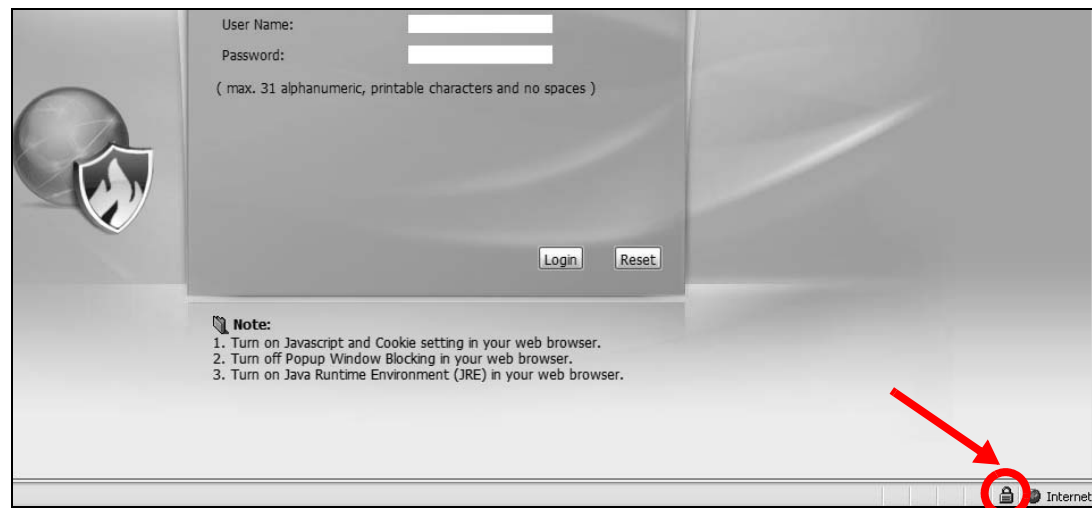 User Name:
Password:
( max. 31 alphanumeric, printable characters and no spaces )
Login Reset
Note:
1. Turn on Javascript and Cookie setting in your web browser.
2. Turn off Popup Window Blocking in your web browser.
3. Turn on Java Runtime Environment (JRE) in your web browser.
Internet